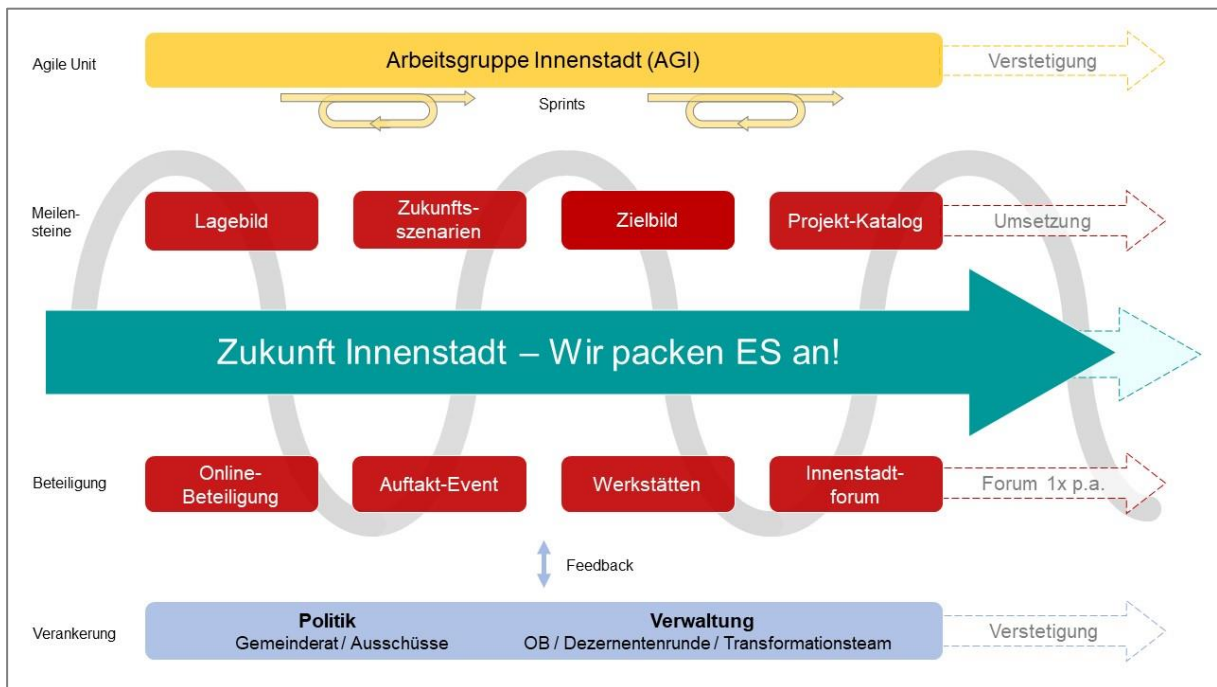 Agile Unit
Arbeitsgruppe Innenstadt (AGI)
Verstetigung
Sprints
Meilen-
steine
Lagebild
Zukunfts-
szenarien
Zielbild
Projekt-Katalog
Umsetzung
Zukunft Innenstadt – Wir packen ES an!
Beteiligung
Online-
Beteiligung
Auftakt-Event
Werkstätten
Innenstadt-
forum
Forum 1x p.a.
Feedback
Verankerung
Politik
Gemeinderat / Ausschüsse
Verwaltung
OB / Dezernentenrunde / Transformationsteam
Verstetigung